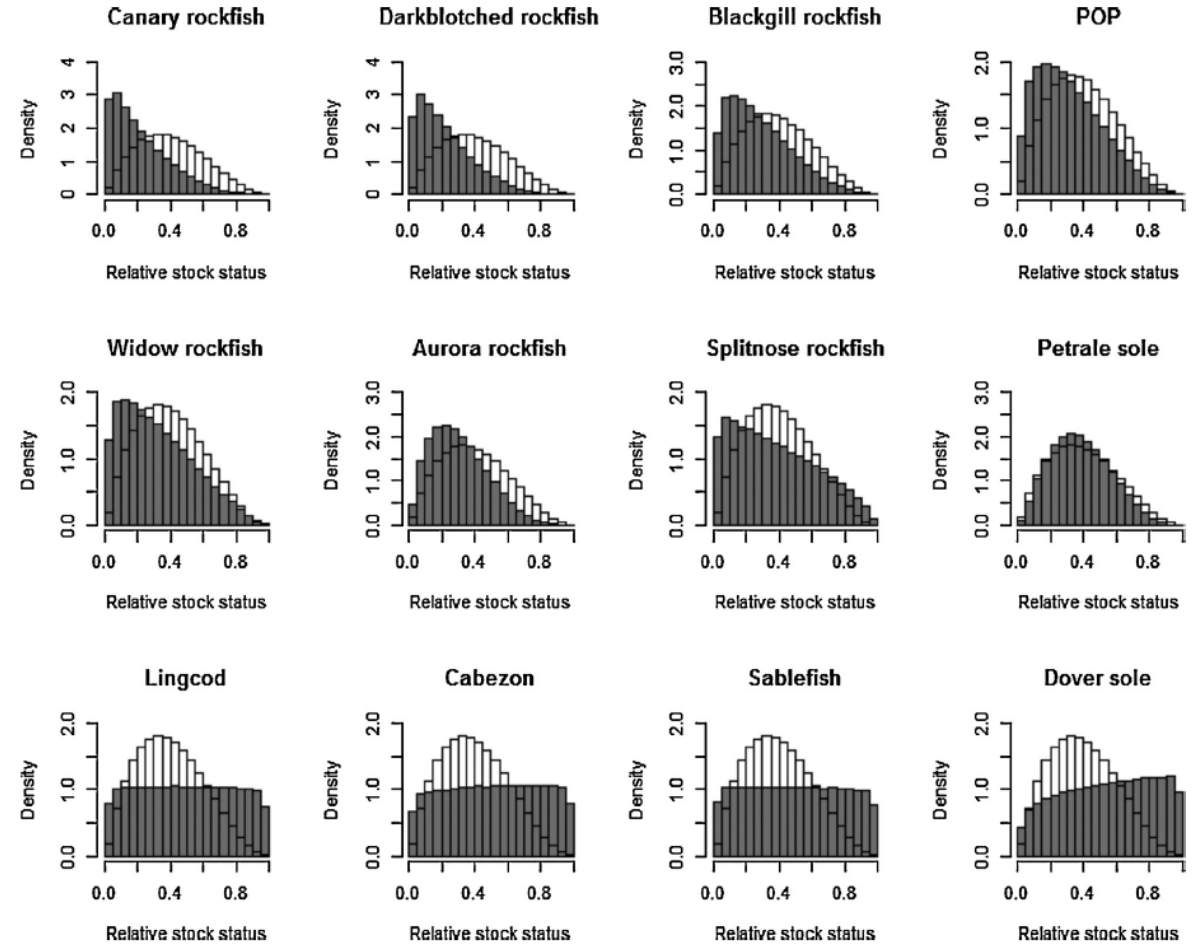 Canary rockfish Darkblotched rockfish Blackgill rockfish POP
Density 0 1 2 3 4 Density 0 1 2 3 4 Density 0.0 1.0 2.0 3.0 Density 0.0 1.0 2.0
0.0 0.4 0.8 0.0 0.4 0.8 0.0 0.4 0.8 0.0 0.4 0.8
Relative stock status Relative stock status Relative stock status Relative stock status
Widow rockfish Aurora rockfish Splitnose rockfish Petrale sole
Density 0.0 1.0 2.0 Density 0.0 1.0 2.0 3.0 Density 0.0 1.0 2.0 Density 0.0 1.0 2.0 3.0
0.0 0.4 0.8 0.0 0.4 0.8 0.0 0.4 0.8 0.0 0.4 0.8
Relative stock status Relative stock status Relative stock status Relative stock status
Lingcod Cabezon Sablefish Dover sole
Density 0.0 1.0 2.0 Density 0.0 1.0 2.0 Density 0.0 1.0 2.0 Density 0.0 1.0 2.0
0.0 0.4 0.8 0.0 0.4 0.8 0.0 0.4 0.8 0.0 0.4 0.8
Relative stock status Relative stock status Relative stock status Relative stock status